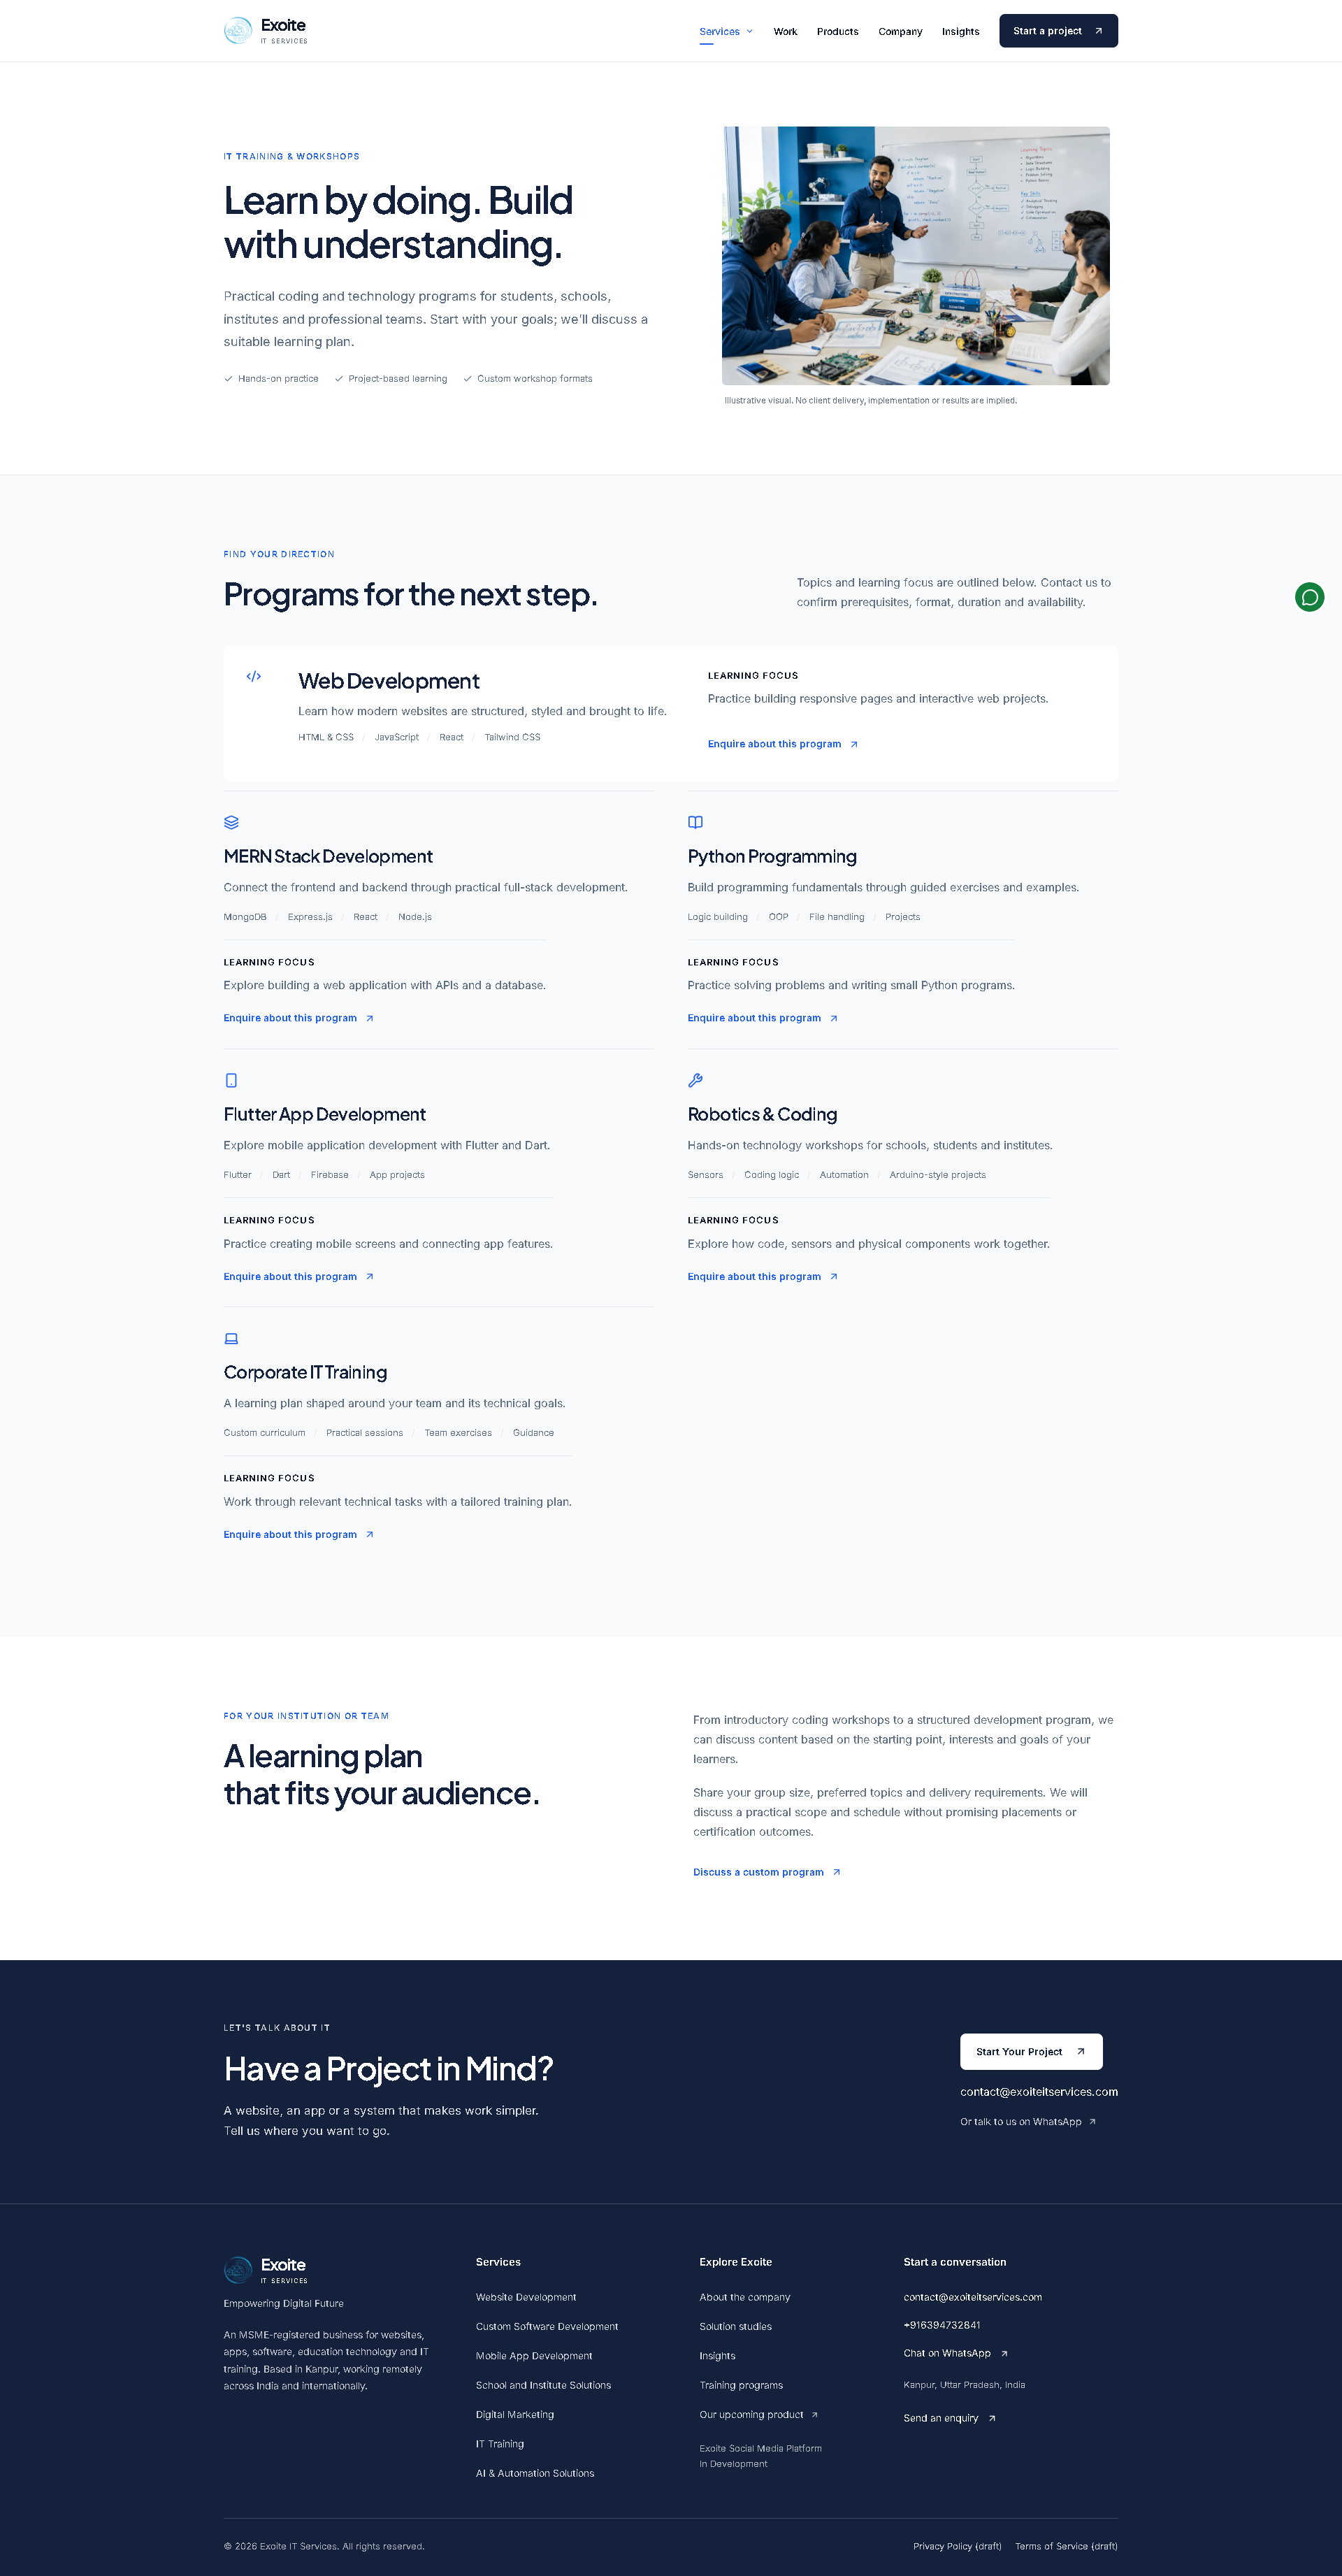 Exoite
IT SERVICES
Services
Work
Products
Company
Insights
Start a project
IT TRAINING & WORKSHOPS
Learn by doing. Build
with understanding.
Practical coding and technology programs for students, schools,
institutes and professional teams. Start with your goals; we'll discuss a
suitable learning plan.
Hands-on practice
Project-based learning
Custom workshop formats
Illustrative visual. No client delivery, implementation or results are implied.
FIND YOUR DIRECTION
Programs for the next step.
Topics and learning focus are outlined below. Contact us to
confirm prerequisites, format, duration and availability.
Web Development
Learn how modern websites are structured, styled and brought to life.
HTML & CSS / JavaScript / React / Tailwind CSS
LEARNING FOCUS
Practice building responsive pages and interactive web projects.
Enquire about this program
MERN Stack Development
Connect the frontend and backend through practical full-stack development.
MongoDB / Express.js / React / Node.js
LEARNING FOCUS
Explore building a web application with APIs and a database.
Enquire about this program
Python Programming
Build programming fundamentals through guided exercises and examples.
Logic building / OOP / File handling / Projects
LEARNING FOCUS
Practice solving problems and writing small Python programs.
Enquire about this program
Flutter App Development
Explore mobile application development with Flutter and Dart.
Flutter / Dart / Firebase / App projects
LEARNING FOCUS
Practice creating mobile screens and connecting app features.
Enquire about this program
Robotics & Coding
Hands-on technology workshops for schools, students and institutes.
Sensors / Coding logic / Automation / Arduino-style projects
LEARNING FOCUS
Explore how code, sensors and physical components work together.
Enquire about this program
Corporate IT Training
A learning plan shaped around your team and its technical goals.
Custom curriculum / Practical sessions / Team exercises / Guidance
LEARNING FOCUS
Work through relevant technical tasks with a tailored training plan.
Enquire about this program
FOR YOUR INSTITUTION OR TEAM
A learning plan
that fits your audience.
From introductory coding workshops to a structured development program, we
can discuss content based on the starting point, interests and goals of your
learners.
Share your group size, preferred topics and delivery requirements. We will
discuss a practical scope and schedule without promising placements or
certification outcomes.
Discuss a custom program
LET'S TALK ABOUT IT
Have a Project in Mind?
A website, an app or a system that makes work simpler.
Tell us where you want to go.
Start Your Project
contact@exoiteitservices.com
Or talk to us on WhatsApp
Exoite
IT SERVICES
Empowering Digital Future
An MSME-registered business for websites,
apps, software, education technology and IT
training. Based in Kanpur, working remotely
across India and internationally.
Services
Website Development
Custom Software Development
Mobile App Development
School and Institute Solutions
Digital Marketing
IT Training
AI & Automation Solutions
Explore Exoite
About the company
Solution studies
Insights
Training programs
Our upcoming product
Exoite Social Media Platform
In Development
Start a conversation
contact@exoiteitservices.com
+916394732841
Chat on WhatsApp
Kanpur, Uttar Pradesh, India
Send an enquiry
© 2026 Exoite IT Services. All rights reserved.
Privacy Policy (draft)
Terms of Service (draft)